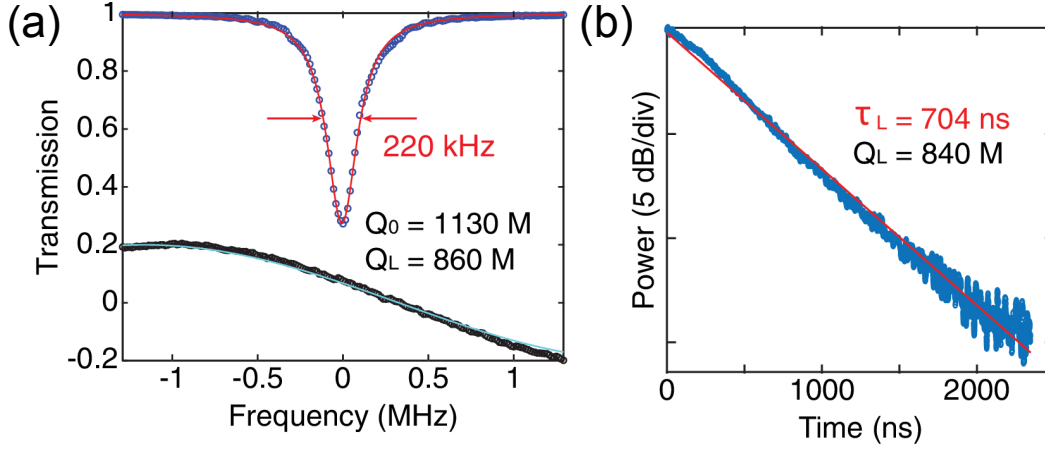 (a)
Transmission
1
0.8
0.6
0.4
0.2
0
-0.2
220 kHz
Q0 = 1130 M
QL = 860 M
-1
-0.5
0
0.5
1
Frequency (MHz)
(b)
Power (5 dB/div)
τL = 704 ns
QL = 840 M
0
1000
2000
Time (ns)